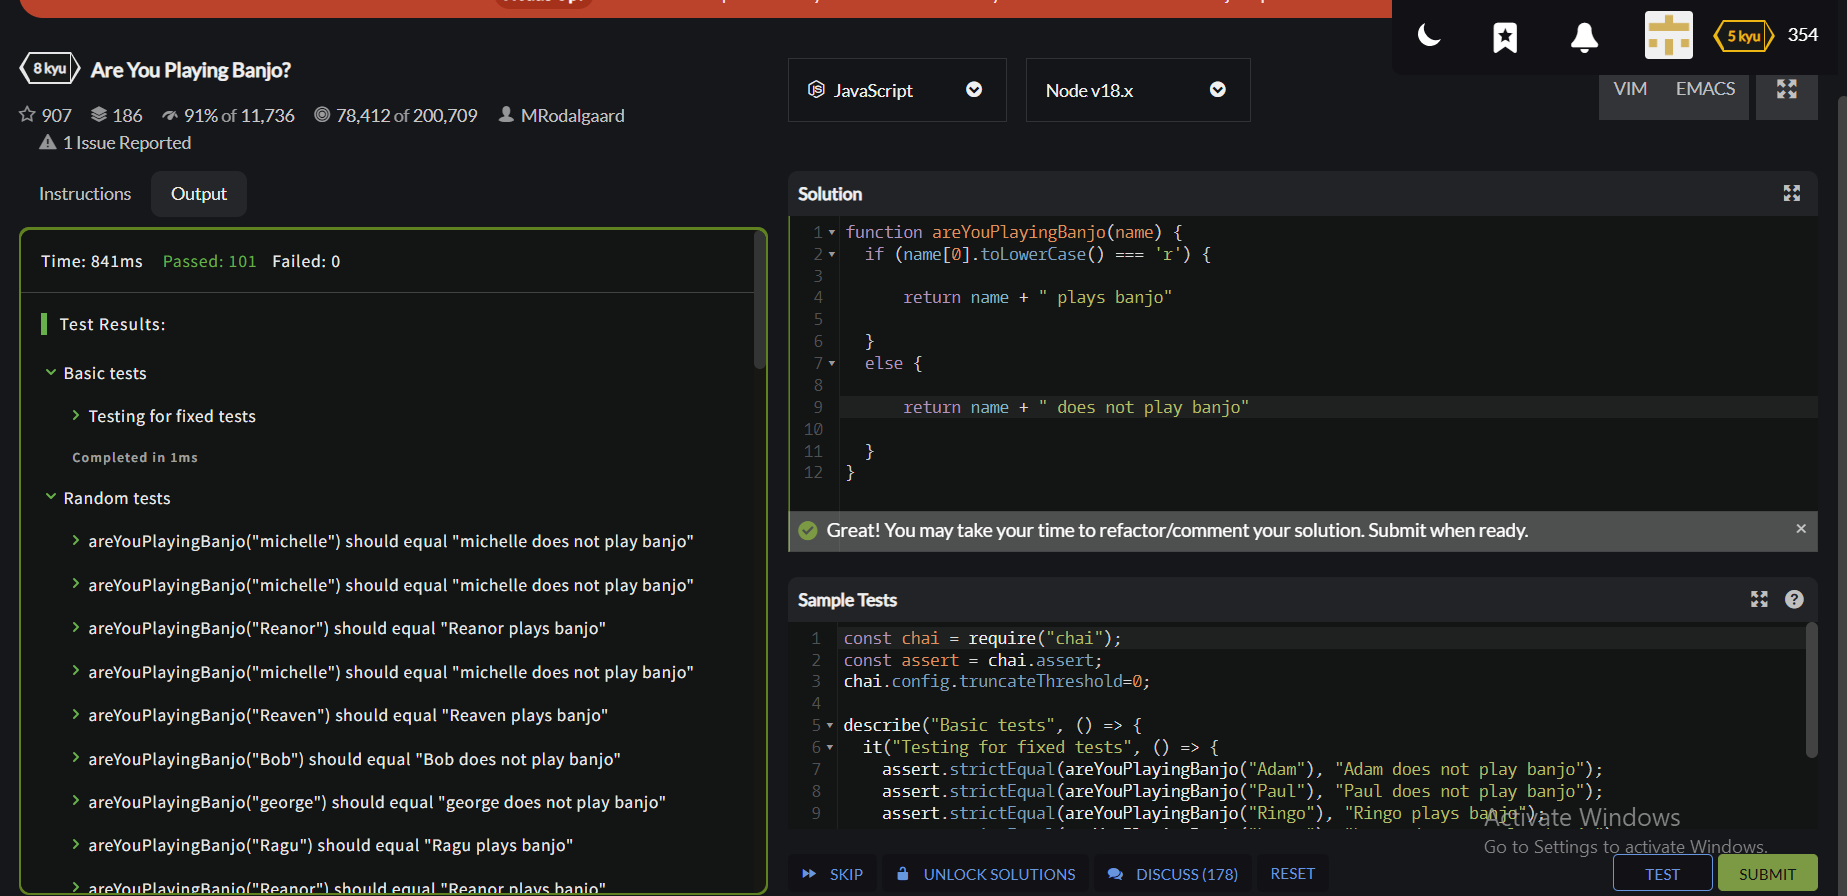 8 kyu Are You Playing Banjo?
907 186 91% of 11,736 78,412 of 200,709 MRodalgaard
1 Issue Reported
Instructions Output
Time: 841ms Passed: 101 Failed: 0
Test Results:
Basic tests
Testing for fixed tests
Completed in 1ms
Random tests
areYouPlayingBanjo("michelle") should equal "michelle does not play banjo"
areYouPlayingBanjo("michelle") should equal "michelle does not play banjo"
areYouPlayingBanjo("Reanor") should equal "Reanor plays banjo"
areYouPlayingBanjo("michelle") should equal "michelle does not play banjo"
areYouPlayingBanjo("Reaven") should equal "Reaven plays banjo"
areYouPlayingBanjo("Bob") should equal "Bob does not play banjo"
areYouPlayingBanjo("george") should equal "george does not play banjo"
areYouPlayingBanjo("Ragu") should equal "Ragu plays banjo"
areYouPlayingBanjo("Reanor") should equal "Reanor plays banjo"
5 kyu 354
JavaScript Node v18.x VIM EMACS
Solution
1 function areYouPlayingBanjo(name) {
2 if (name[0].toLowerCase() === 'r') {
3
4 return name + " plays banjo"
5
6 }
7 else {
8
9 return name + " does not play banjo"
10
11 }
12 }
Great! You may take your time to refactor/comment your solution. Submit when ready.
Sample Tests
1 const chai = require("chai");
2 const assert = chai.assert;
3 chai.config.truncateThreshold=0;
4
5 describe("Basic tests", () => {
6 it("Testing for fixed tests", () => {
7 assert.strictEqual(areYouPlayingBanjo("Adam"), "Adam does not play banjo");
8 assert.strictEqual(areYouPlayingBanjo("Paul"), "Paul does not play banjo");
9 assert.strictEqual(areYouPlayingBanjo("Ringo"), "Ringo plays banjo");
Activate Windows
Go to Settings to activate Windows.
SKIP UNLOCK SOLUTIONS DISCUSS (178) RESET TEST SUBMIT